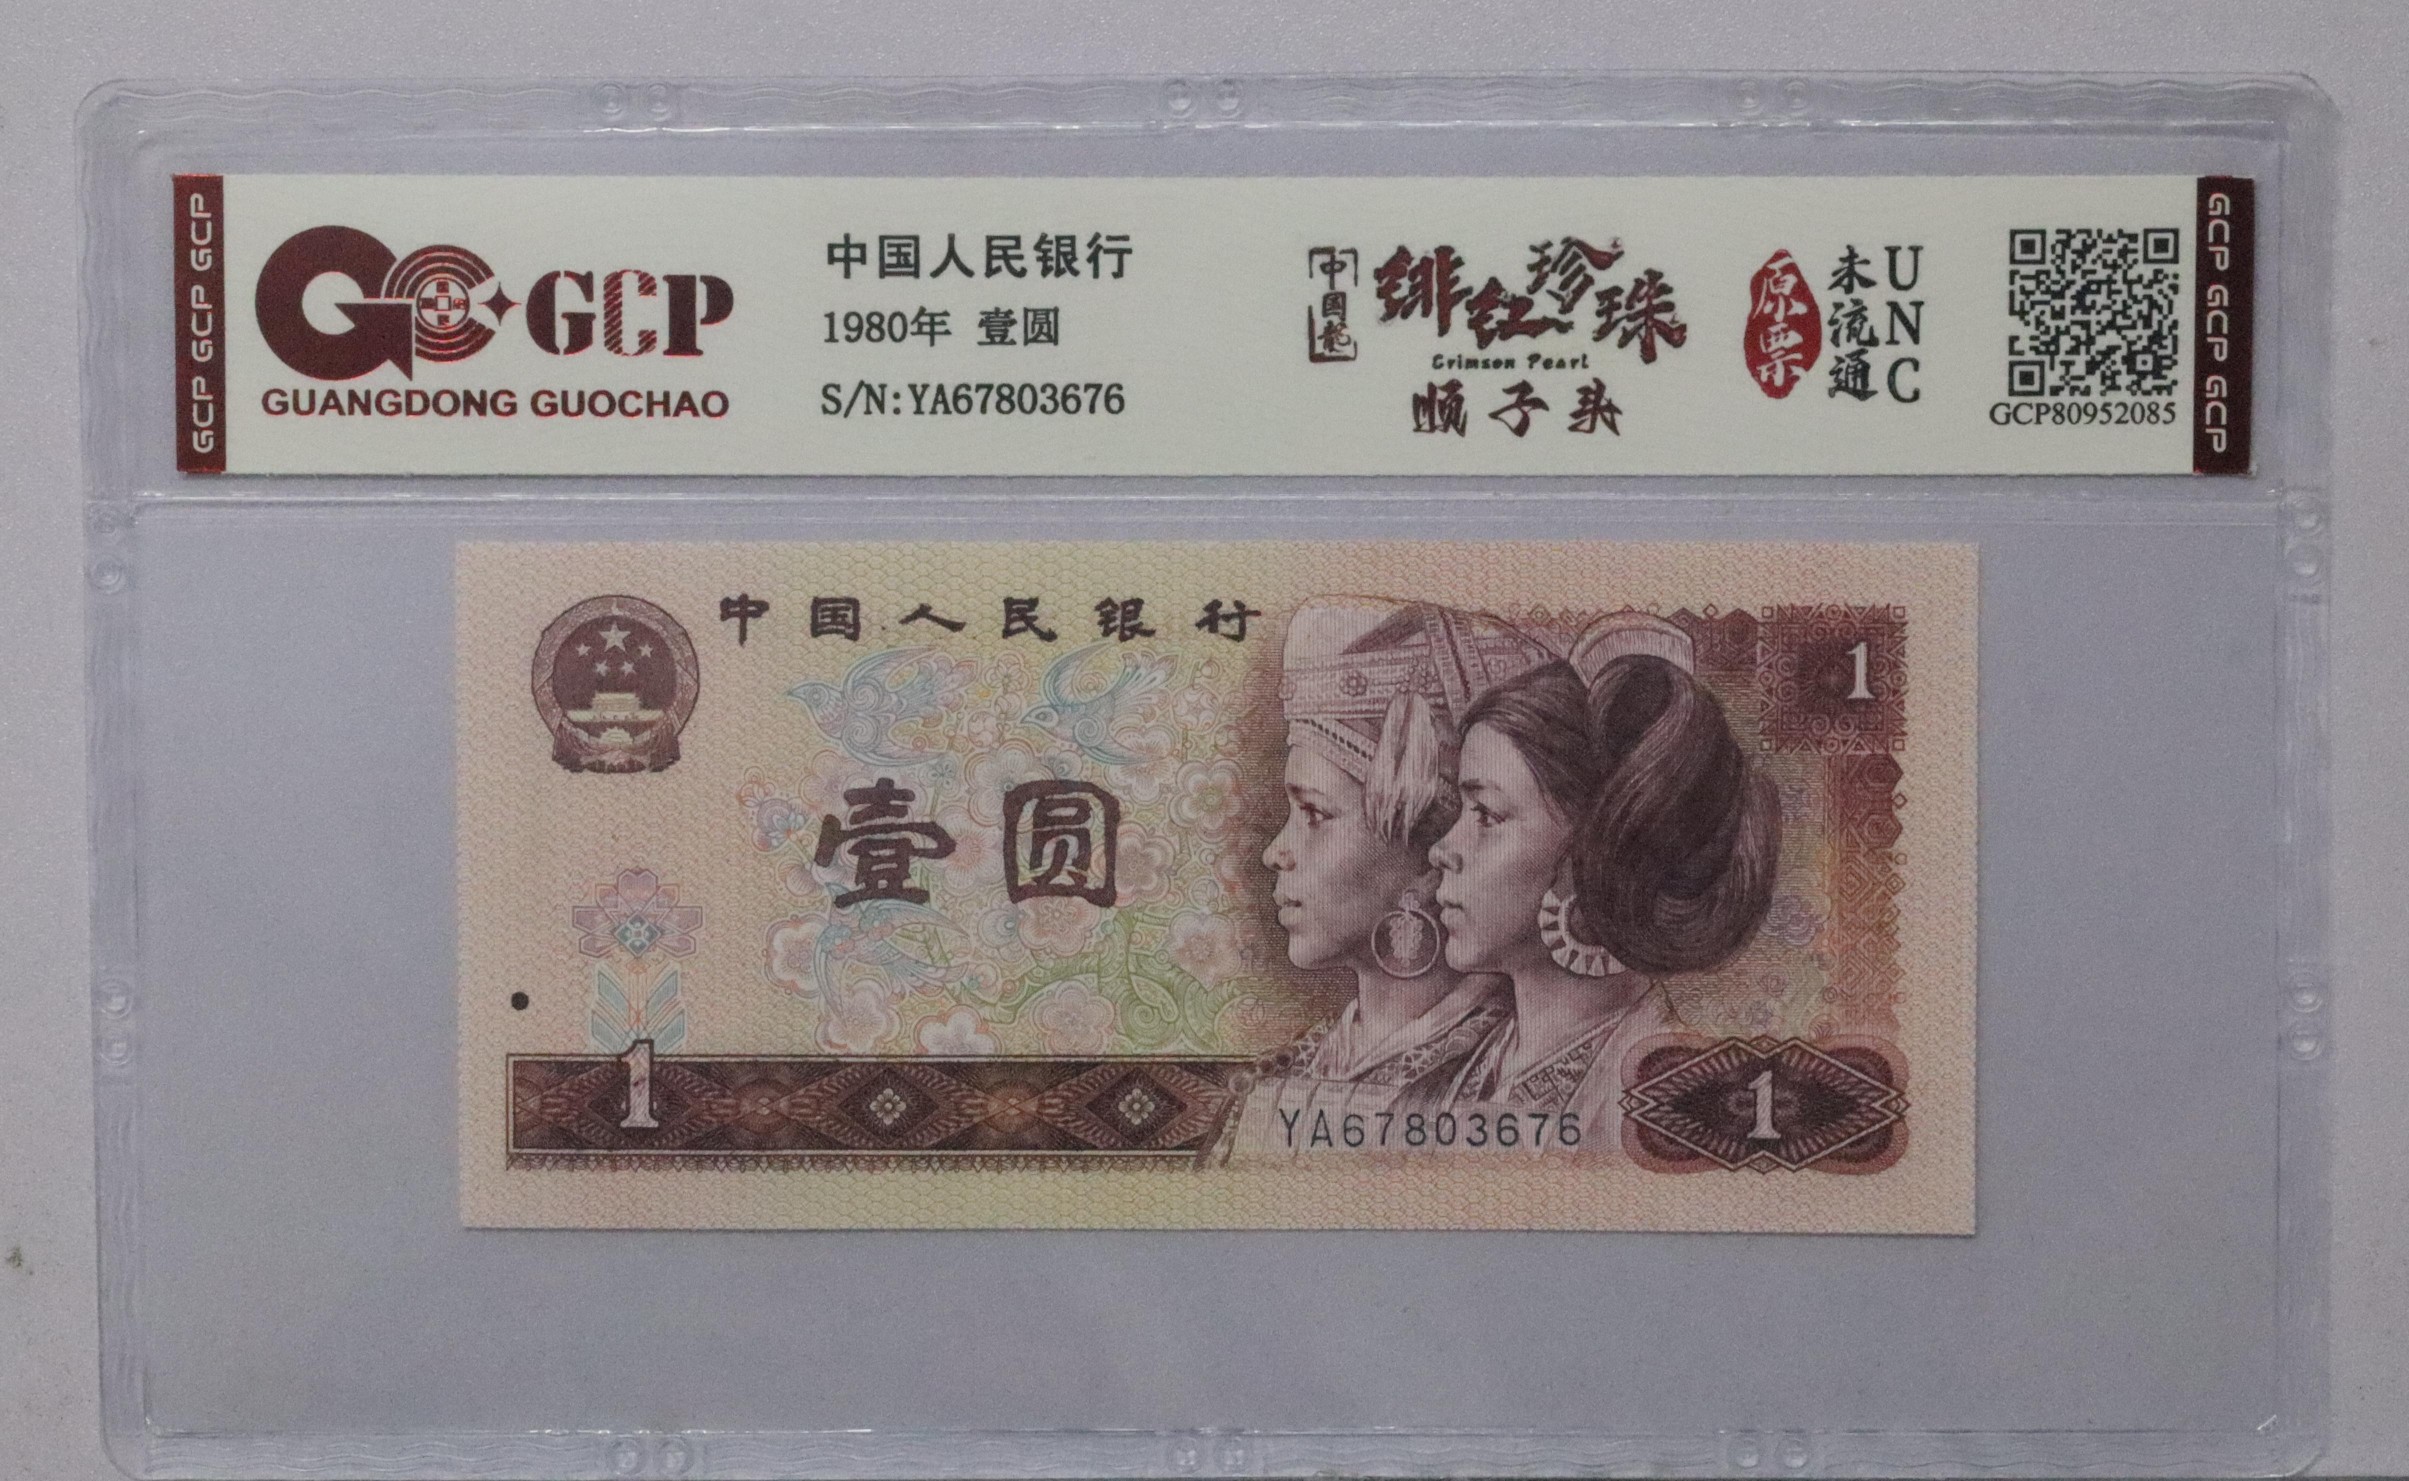 GCP GCP GCP
GCP
GUANGDONG GUOCHAO
中国人民银行
1980年 壹圆
S/N:YA67803676
中国龍
绯红珍珠
Crimson Pearl
顺子头
原票
未流通
UNC
GCP80952085
GCP GCP GCP
中国人民银行
1
壹圆
1
YA67803676
1